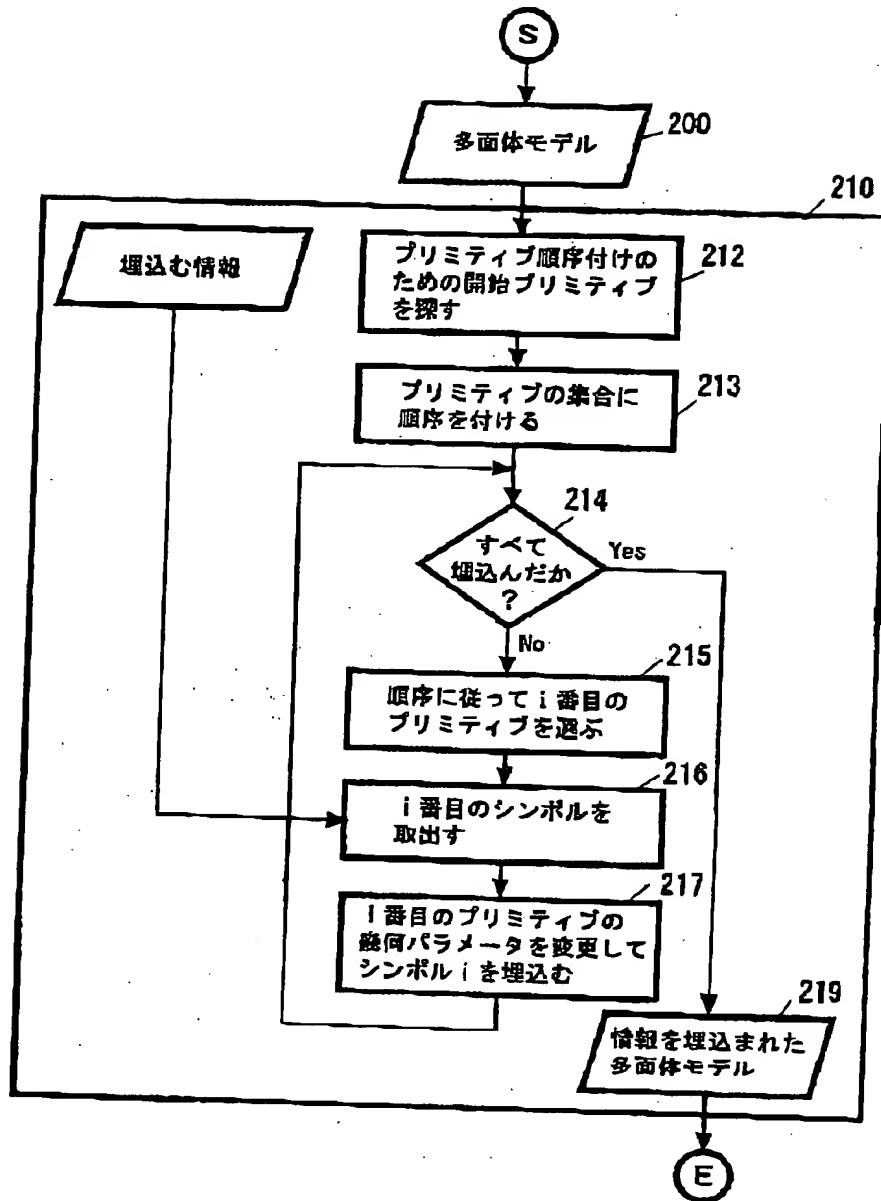 S
多面体モデル
200
210
埋込む情報
プリミティブ順序付けの
ための開始プリミティブ
を探す
212
プリミティブの集合に
順序を付ける
213
214
すべて
埋込んだか
?
Yes
No
215
順序に従ってi番目の
プリミティブを選ぶ
216
i番目のシンボルを
取出す
217
i番目のプリミティブの
幾何パラメータを変更して
シンボルiを埋込む
219
情報を埋込まれた
多面体モデル
E